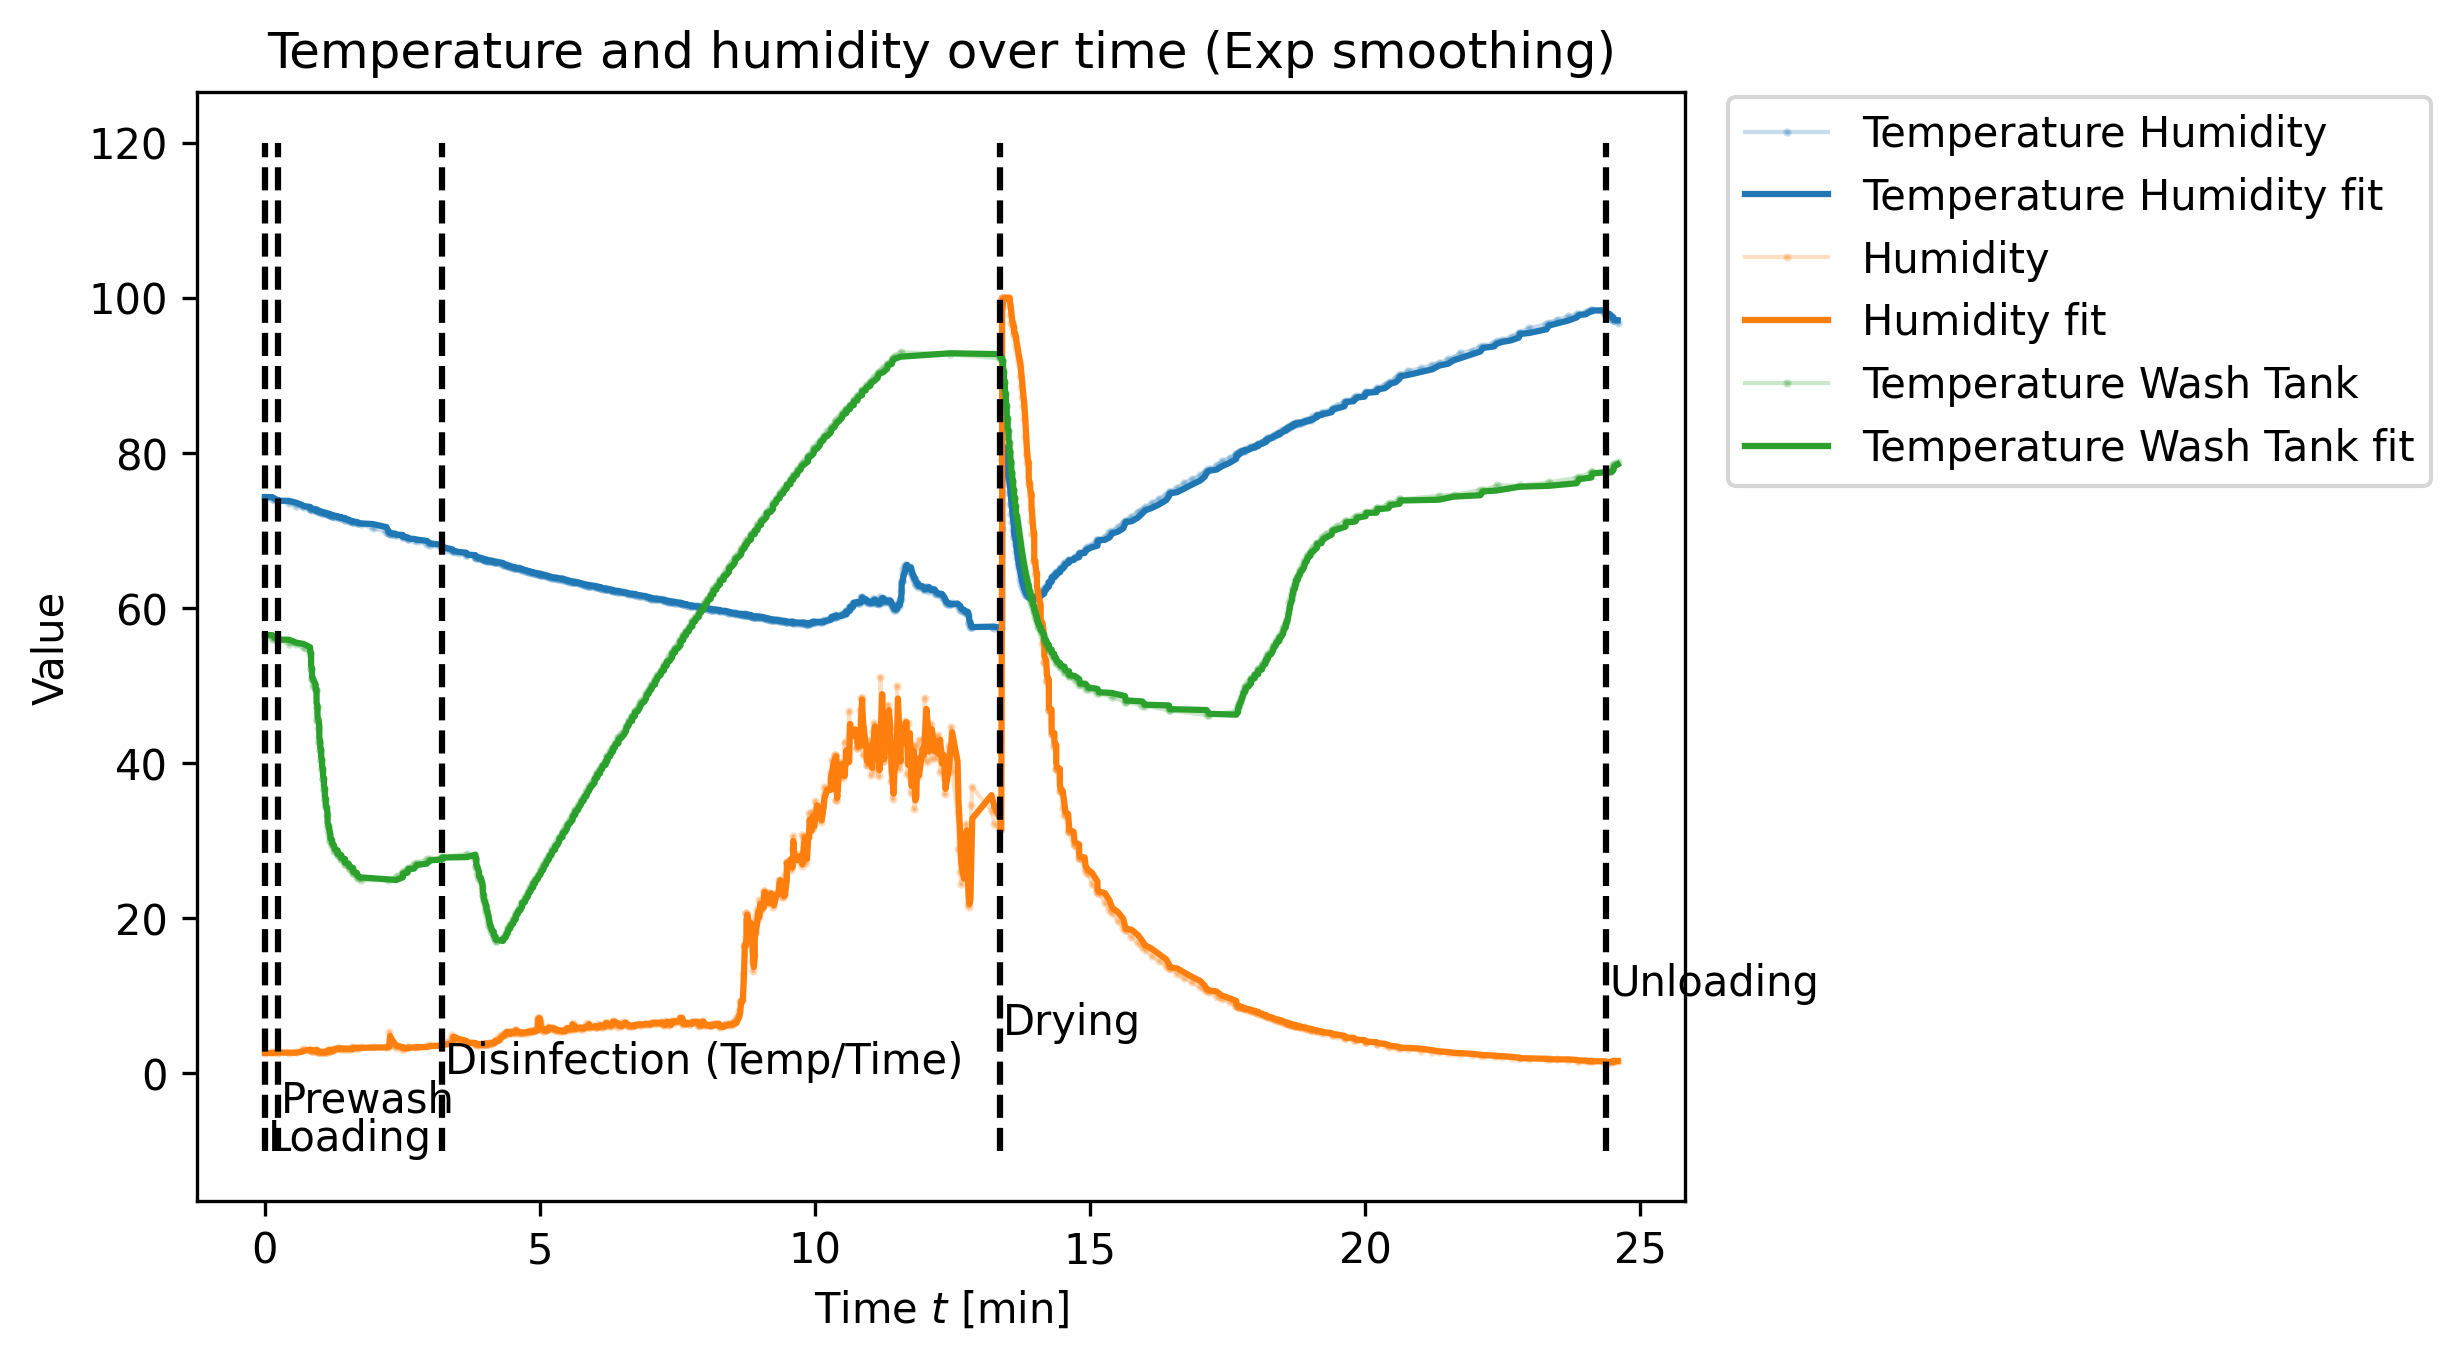 Temperature and humidity over time (Exp smoothing)
Temperature Humidity
Temperature Humidity fit
Humidity
Humidity fit
Temperature Wash Tank
Temperature Wash Tank fit
Value
120
100
80
60
40
20
0
Unloading
Drying
Disinfection (Temp/Time)
Prewash
Loading
0 5 10 15 20 25
Time t [min]